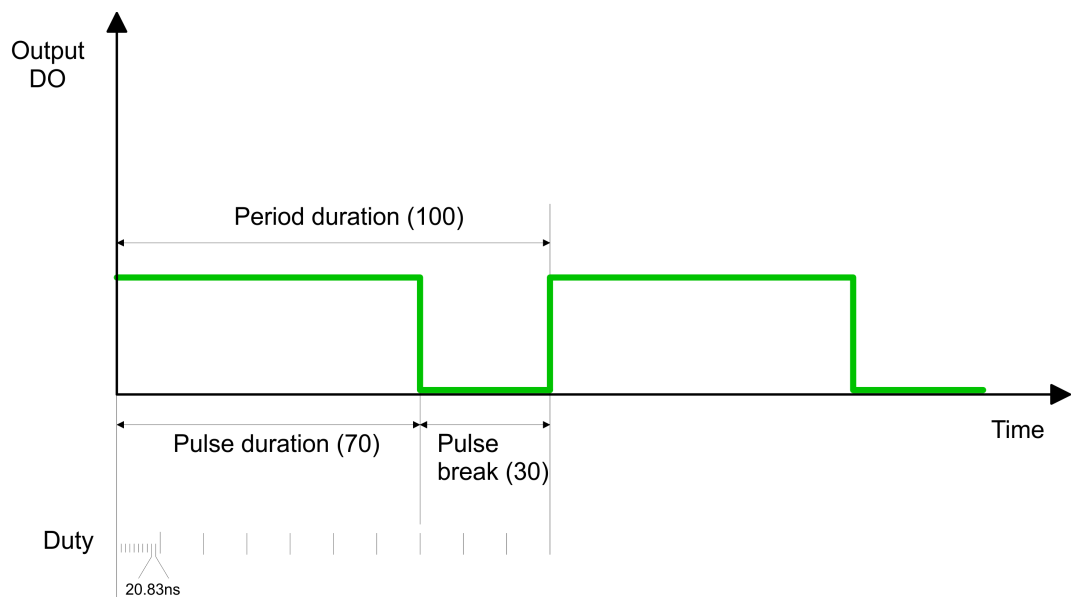 Output
DO
Period duration (100)
Pulse duration (70)
Pulse
break (30)
Time
Duty
20.83ns